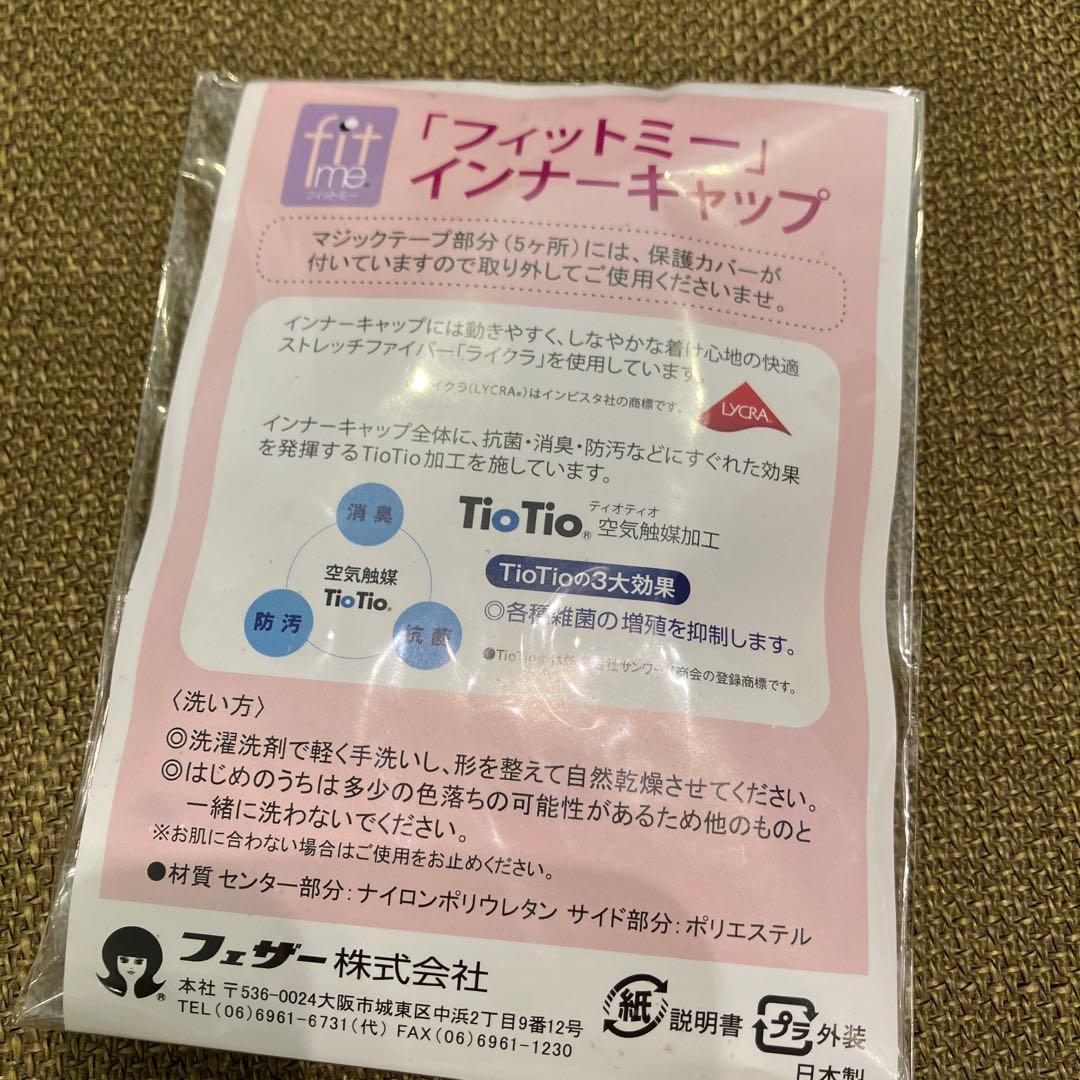 fit
me®
フィットミー
「フィットミー」
インナーキャップ
マジックテープ部分(5ヶ所)には、保護カバーが
付いていますので取り外してご使用くださいませ。
インナーキャップには動きやすく、しなやかな着け心地の快適
ストレッチファイバー「ライクラ」を使用しています。
イクラ(LYCRA®)はインビスタ社の商標です。
LYCRA®
インナーキャップ全体に、抗菌・消臭・防汚などにすぐれた効果
を発揮するTioTio加工を施しています。
消臭
空気触媒
TioTio®
防汚
抗菌
ティオティオ
TioTio® 空気触媒加工
TioTioの3大効果
◎各種雑菌の増殖を抑制します。
●TioTio® 商会の登録商標です。
〈洗い方〉
◎洗濯洗剤で軽く手洗いし、形を整えて自然乾燥させてください。
◎はじめのうちは多少の色落ちの可能性があるため他のものと
一緒に洗わないでください。
※お肌に合わない場合はご使用をお止めください。
●材質 センター部分:ナイロンポリウレタン サイド部分:ポリエステル
フェザー株式会社
本社 〒536-0024大阪市城東区中浜2丁目9番12号
TEL(06)6961-6731(代) FAX(06)6961-1230
紙 説明書
プラ 外装
日本製